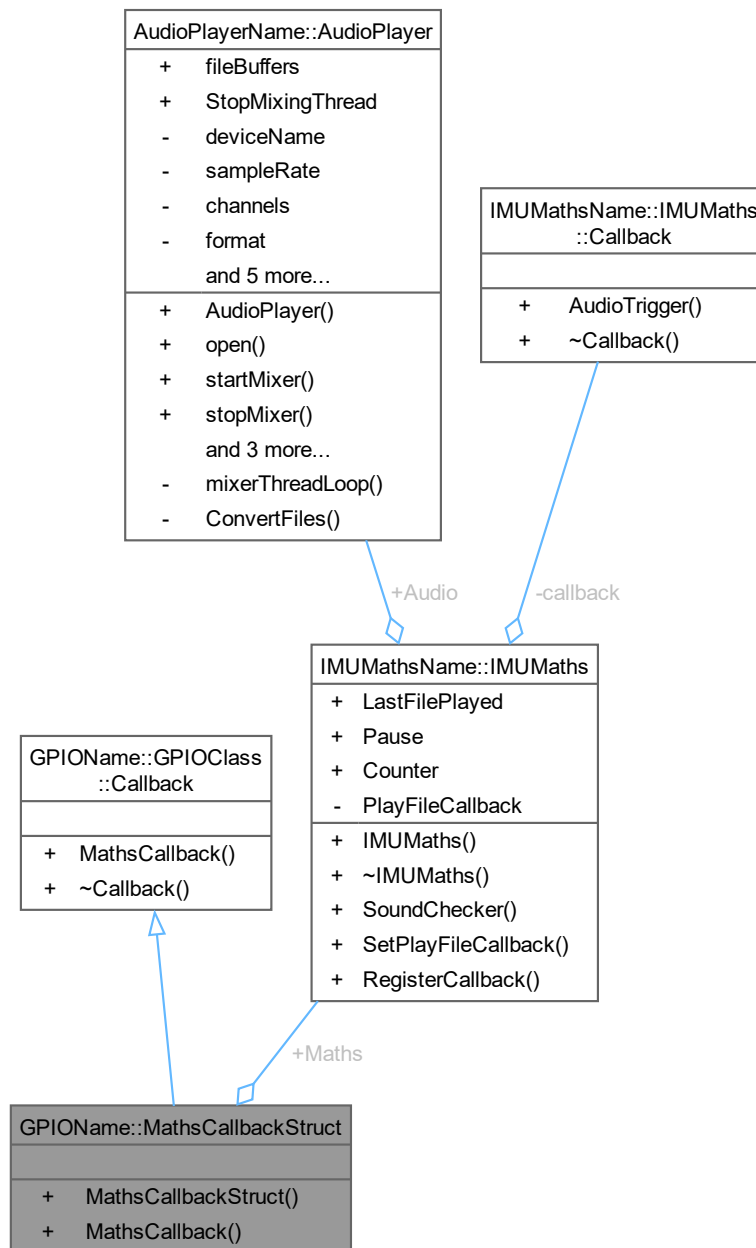 AudioPlayerName::AudioPlayer
+ fileBuffers
+ StopMixingThread
- deviceName
- sampleRate
- channels
- format
and 5 more...
+ AudioPlayer()
+ open()
+ startMixer()
+ stopMixer()
and 3 more...
- mixerThreadLoop()
- ConvertFiles()
IMUMathsName::IMUMaths
::Callback
+ AudioTrigger()
+ ~Callback()
+Audio
-callback
IMUMathsName::IMUMaths
+ LastFilePlayed
+ Pause
+ Counter
- PlayFileCallback
+ IMUMaths()
+ ~IMUMaths()
+ SoundChecker()
+ SetPlayFileCallback()
+ RegisterCallback()
GPIOName::GPIOClass
::Callback
+ MathsCallback()
+ ~Callback()
+Maths
GPIOName::MathsCallbackStruct
+ MathsCallbackStruct()
+ MathsCallback()